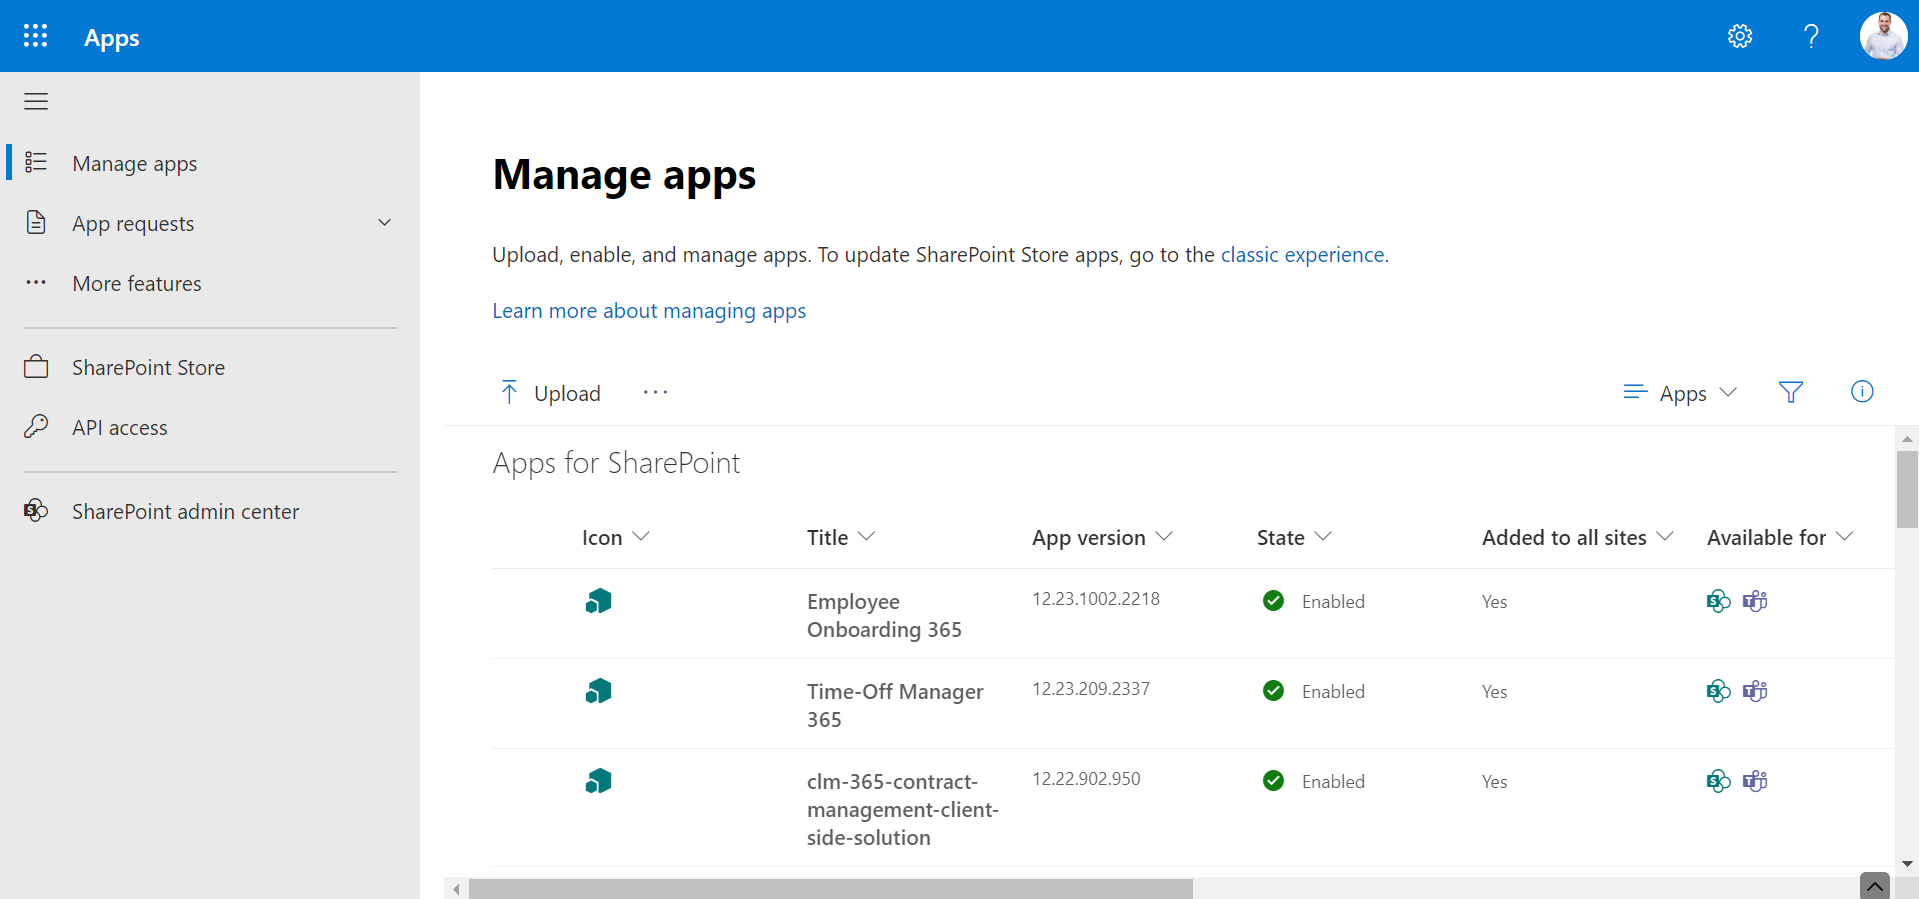 Apps
Manage apps
App requests
More features
SharePoint Store
API access
SharePoint admin center
Manage apps
Upload, enable, and manage apps. To update SharePoint Store apps, go to the classic experience.
Learn more about managing apps
Upload
Apps
Apps for SharePoint
Icon Title App version State Added to all sites Available for
Employee
Onboarding 365
12.23.1002.2218 Enabled Yes
Time-Off Manager
365
12.23.209.2337 Enabled Yes
clm-365-contract-
management-client-
side-solution
12.22.902.950 Enabled Yes